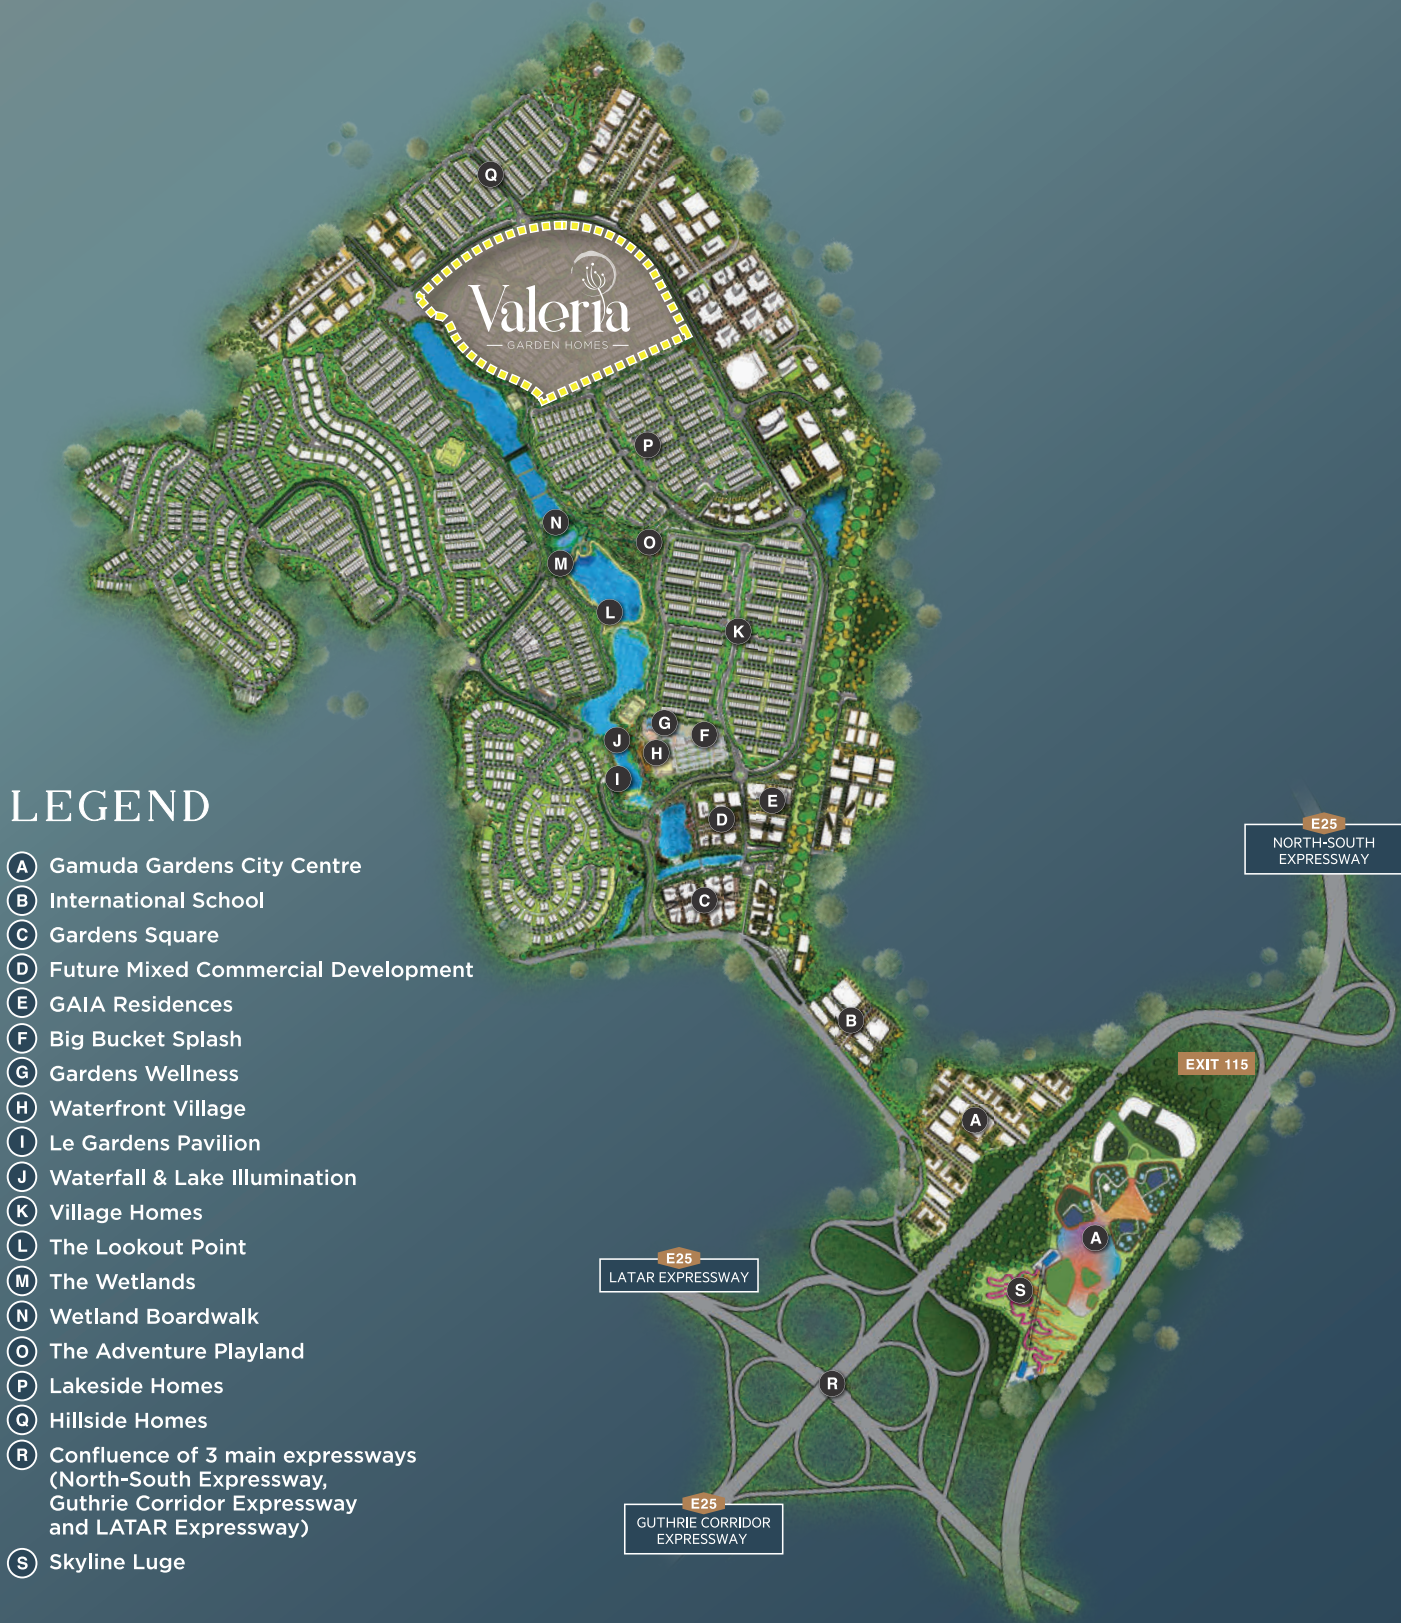 Q
Valeria
GARDEN HOMES
P
N
O
M
L
K
G
F
J
H
I
E
D
C
B
A
A
S
R
E25
NORTH-SOUTH
EXPRESSWAY
EXIT 115
E25
LATAR EXPRESSWAY
E25
GUTHRIE CORRIDOR
EXPRESSWAY
LEGEND
A Gamuda Gardens City Centre
B International School
C Gardens Square
D Future Mixed Commercial Development
E GAIA Residences
F Big Bucket Splash
G Gardens Wellness
H Waterfront Village
I Le Gardens Pavilion
J Waterfall & Lake Illumination
K Village Homes
L The Lookout Point
M The Wetlands
N Wetland Boardwalk
O The Adventure Playland
P Lakeside Homes
Q Hillside Homes
R Confluence of 3 main expressways
(North-South Expressway,
Guthrie Corridor Expressway
and LATAR Expressway)
S Skyline Luge